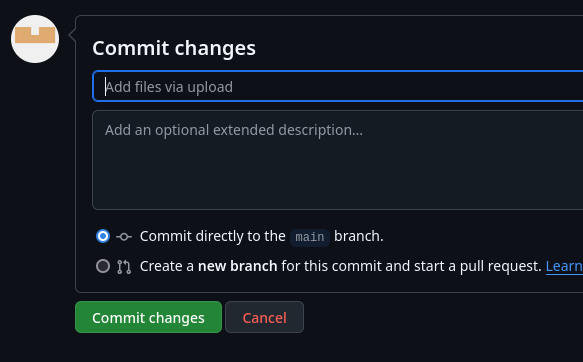 Commit changes
Add files via upload
Add an optional extended description...
Commit directly to the main branch.
Create a new branch for this commit and start a pull request. Learn
Commit changes
Cancel